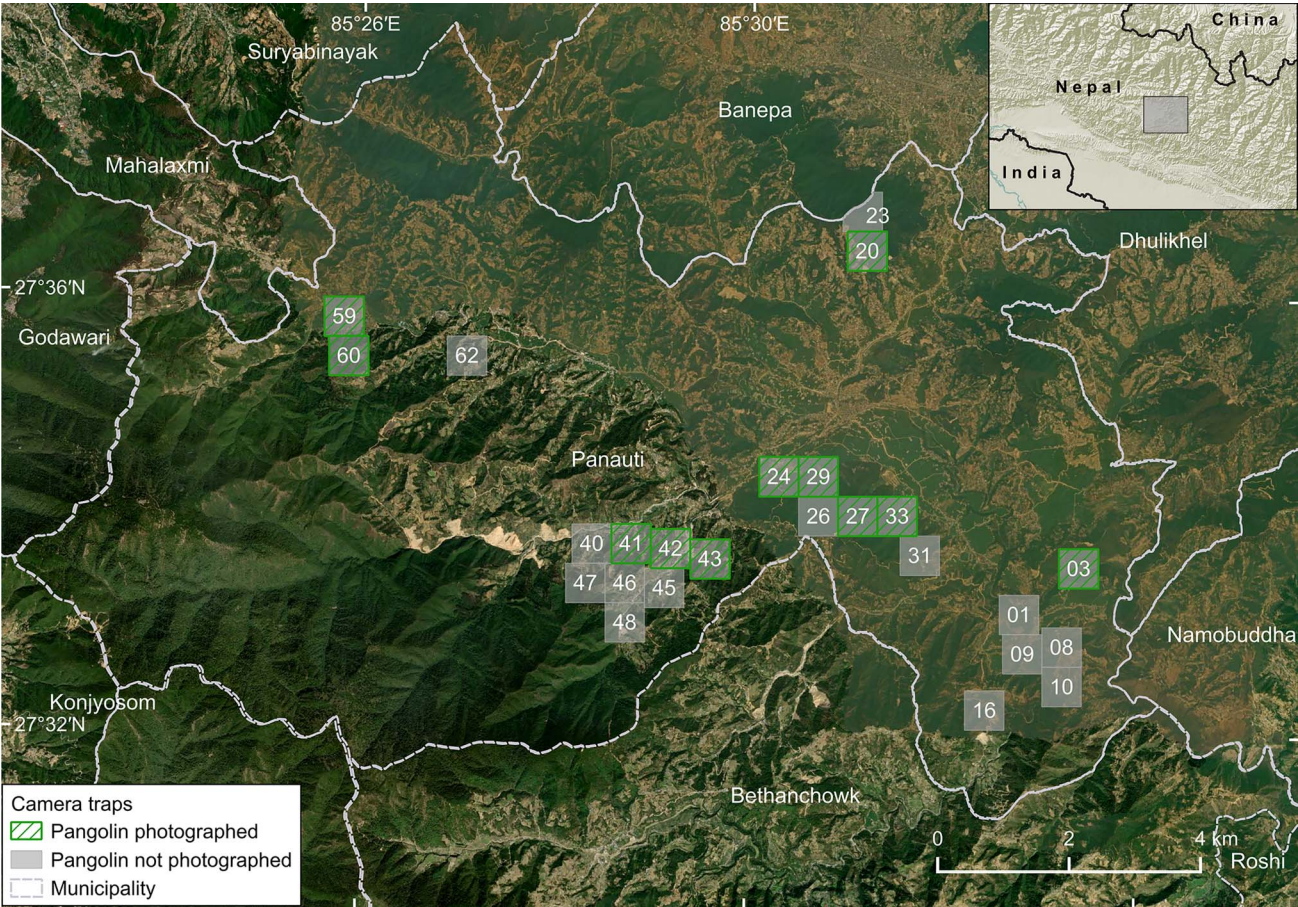 85°26′E
85°30′E
China
Suryabinayak
Nepal
Banepa
Mahalaxmi
India
23
Dhulikhel
20
27°36′N
59
Godawari
60
62
Panauti
24
29
26
27
33
40
41
42
43
31
03
47
46
45
01
48
Namobuddha
09
08
10
Konjyosom
16
27°32′N
Bethanchowk
Camera traps
Pangolin photographed
Pangolin not photographed
Municipality
0
2
4 km
Roshi